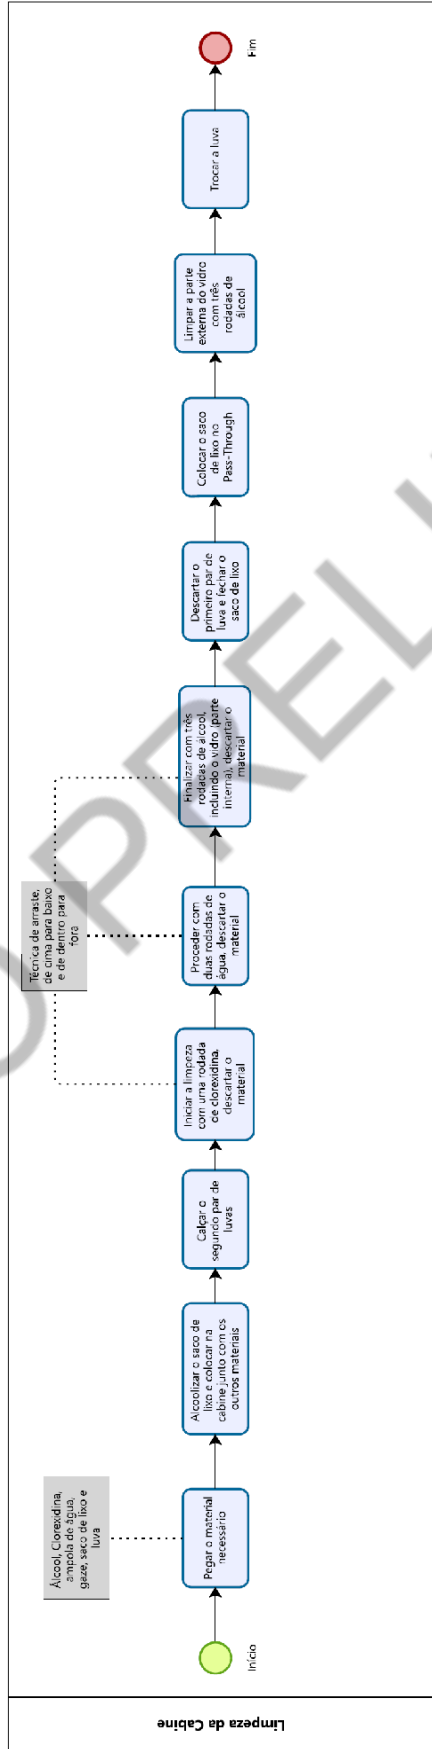 Limpeza da Cabine
Início
Álcool, Clorexidina,
ampola de água,
gaze, saco de lixo e
luva
Pegar o material
necessário
Alcoolizar o saco de
lixo e colocar na
cabine junto com os
outros materiais
Calçar o
segundo par de
luvas
Técnica de arraste,
de cima para baixo
e de dentro para
fora
Iniciar a limpeza
com uma rodada
de clorexidina,
descartar o
material
Proceder com
duas rodadas de
água, descartar o
material
Finalizar com três
rodadas de álcool,
incluindo o vidro (parte
interna), descartar o
material
Descartar o
primeiro par de
luva e fechar o
saco de lixo
Colocar o saco
de lixo no
Pass-Through
Limpar a parte
externa do vidro
com três
rodadas de
álcool
Trocar a luva
Fim